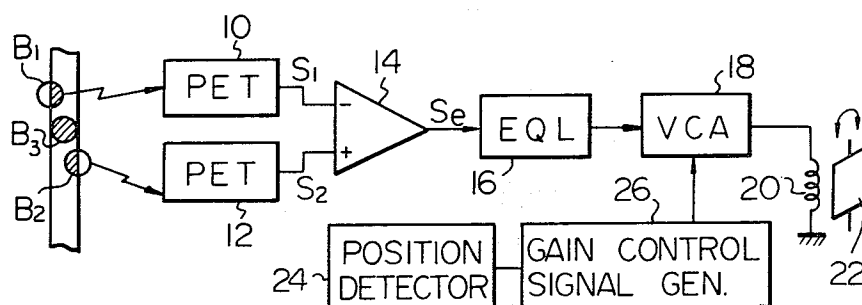 10
14
18
B1
PET
S1
−
Se
EQL
VCA
B3
+
16
20
PET
S2
26
B2
12
POSITION
DETECTOR
24
GAIN CONTROL
SIGNAL GEN.
22